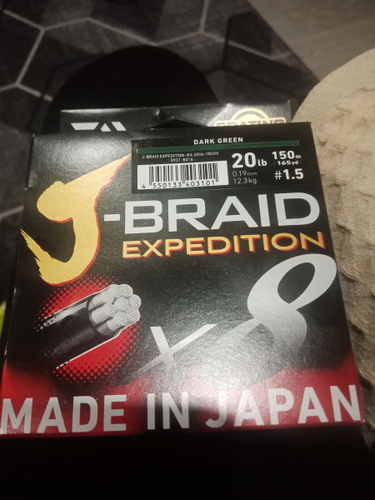 DARK GREEN
20lb 150m
165yd
0.19mm
12.3kg #1.5
4 550133 403101
J-BRAID
EXPEDITION
x8
MADE IN JAPAN